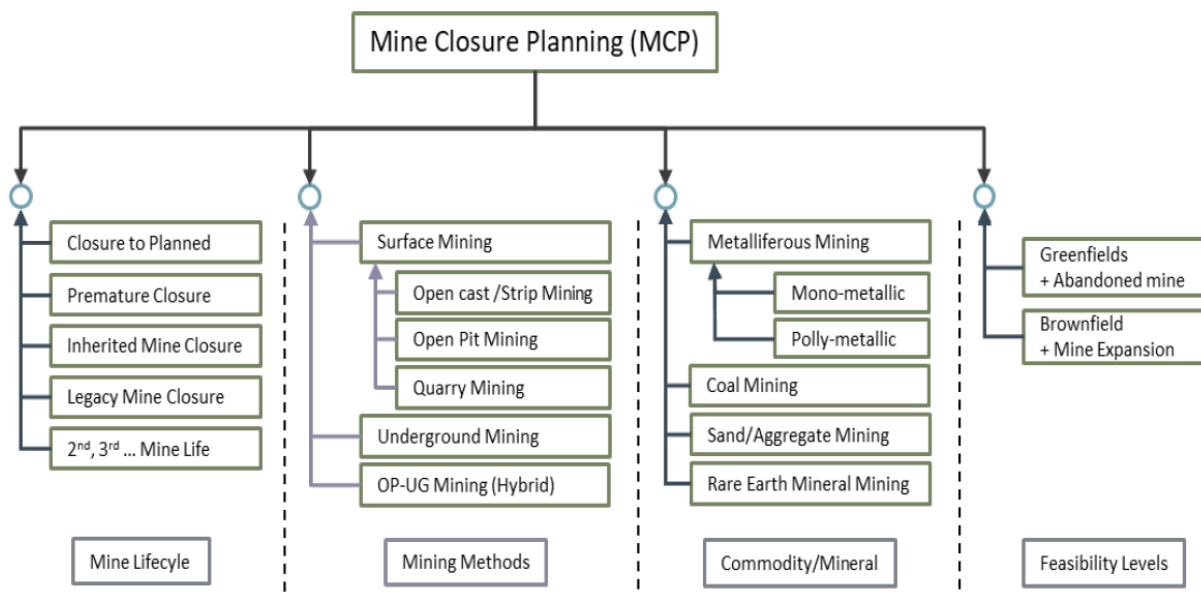 Mine Closure Planning (MCP)
Closure to Planned
Premature Closure
Inherited Mine Closure
Legacy Mine Closure
2nd, 3rd ... Mine Life
Mine Lifecyle
Surface Mining
Open cast /Strip Mining
Open Pit Mining
Quarry Mining
Underground Mining
OP-UG Mining (Hybrid)
Mining Methods
Metalliferous Mining
Mono-metallic
Polly-metallic
Coal Mining
Sand/Aggregate Mining
Rare Earth Mineral Mining
Commodity/Mineral
Greenfields
+ Abandoned mine
Brownfield
+ Mine Expansion
Feasibility Levels